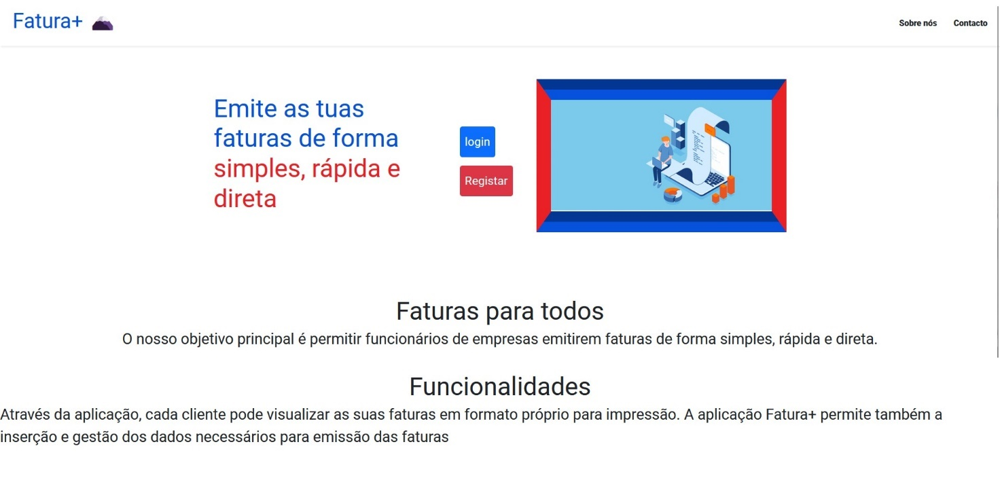 Fatura+
Sobre nós
Contacto
Emite as tuas
faturas de forma
simples, rápida e
direta
login
Registar
Faturas para todos
O nosso objetivo principal é permitir funcionários de empresas emitirem faturas de forma simples, rápida e direta.
Funcionalidades
Através da aplicação, cada cliente pode visualizar as suas faturas em formato próprio para impressão. A aplicação Fatura+ permite também a
inserção e gestão dos dados necessários para emissão das faturas